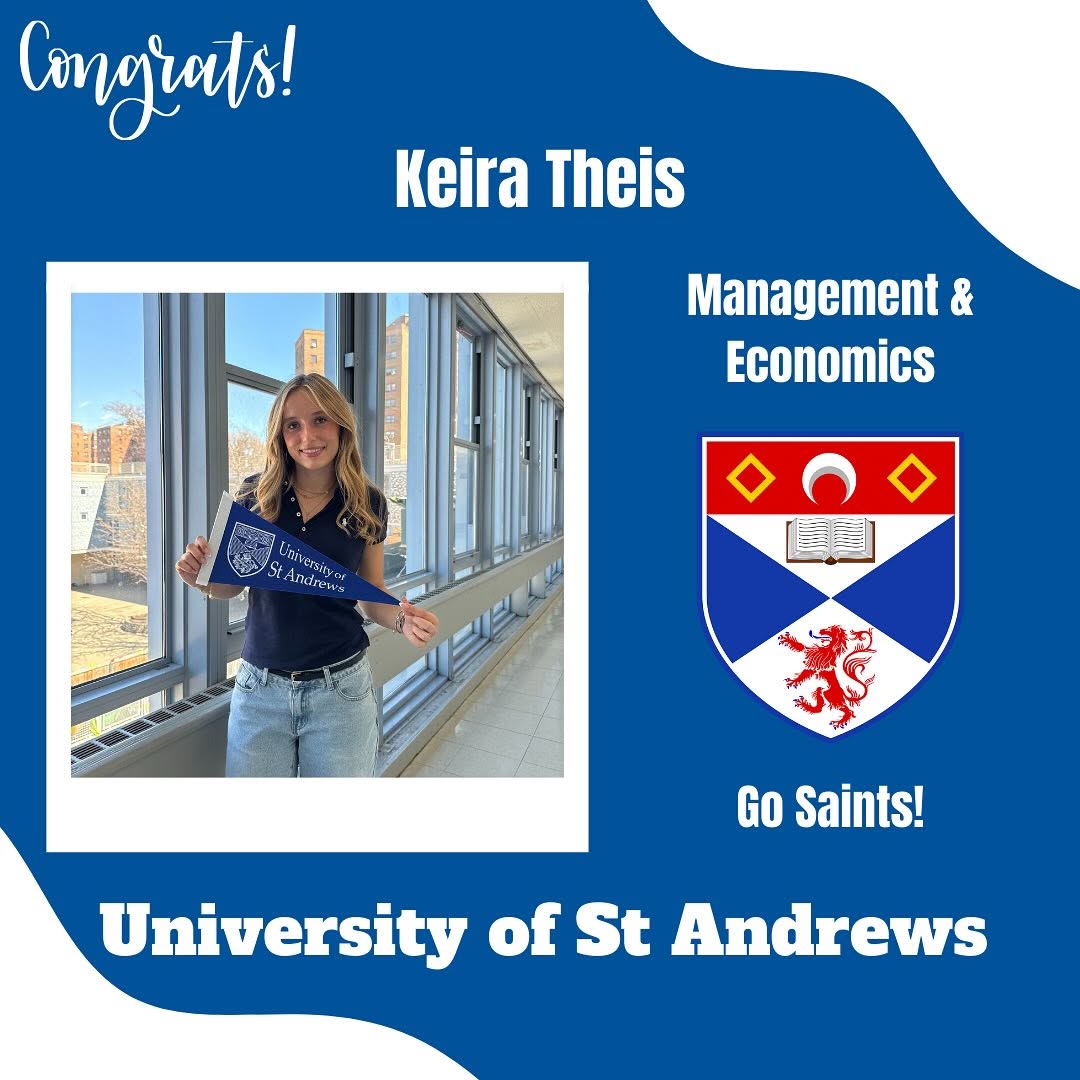 Congrats!
Keira Theis
Management &
Economics
University of
St Andrews
Go Saints!
University of St Andrews